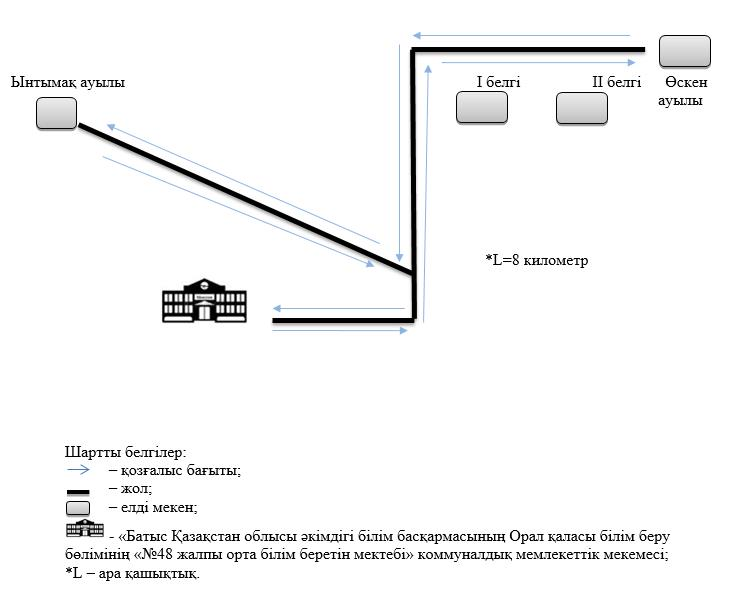 Ынтымақ ауылы
I белгі
II белгі
Өскен
ауылы
*L=8 километр
Шартты белгілер:
– қозғалыс бағыты;
– жол;
– елді мекен;
- «Батыс Қазақстан облысы әкімдігі білім басқармасының Орал қаласы білім беру
бөлімінің «№48 жалпы орта білім беретін мектебі» коммуналдық мемлекеттік мекемесі;
*L – ара қашықтық.